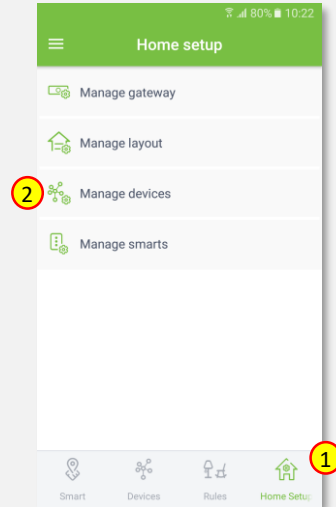 80% 10:22
Home setup
Manage gateway
Manage layout
2
Manage devices
Manage smarts
1
Smart
Devices
Rules
Home Setup